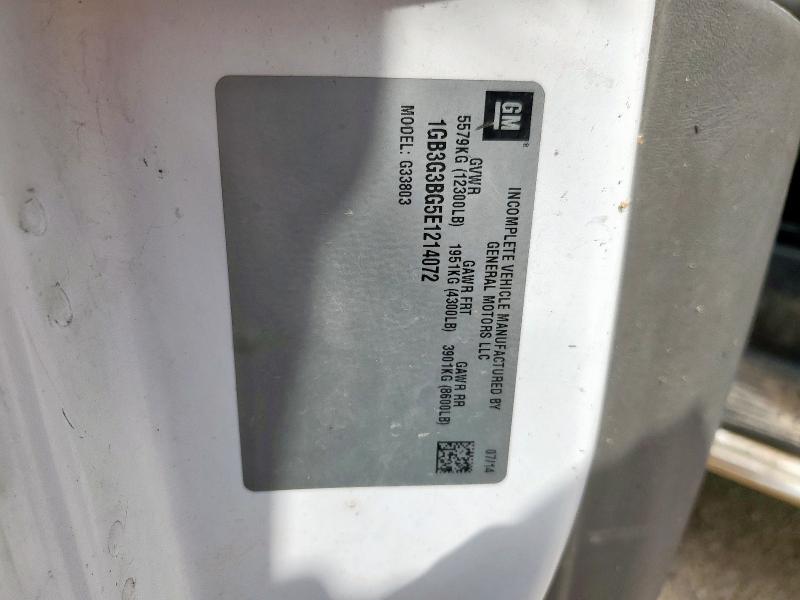 GM®
INCOMPLETE VEHICLE MANUFACTURED BY
GENERAL MOTORS LLC
07/14
GVWR GAWR FRT GAWR RR
5579KG (12300LB) 1951KG (4300LB) 3901KG (8600LB)
1GB3G3BG5E1214072
MODEL: G33803